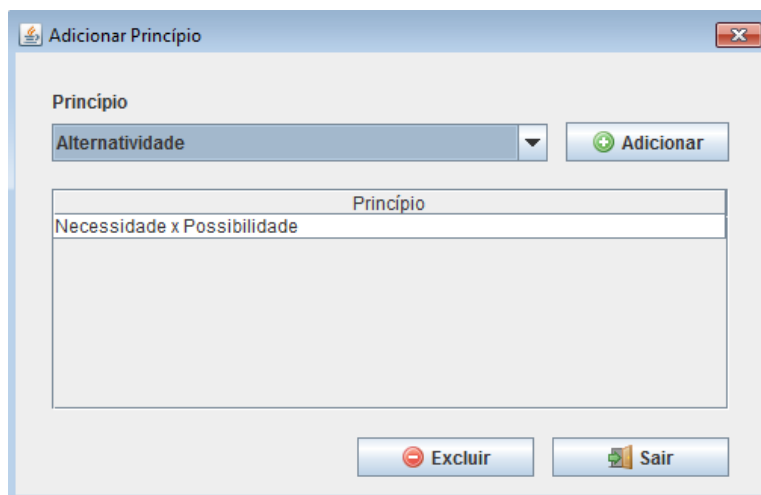 Adicionar Princípio
Princípio
Alternatividade
Adicionar
Princípio
Necessidade x Possibilidade
Excluir
Sair